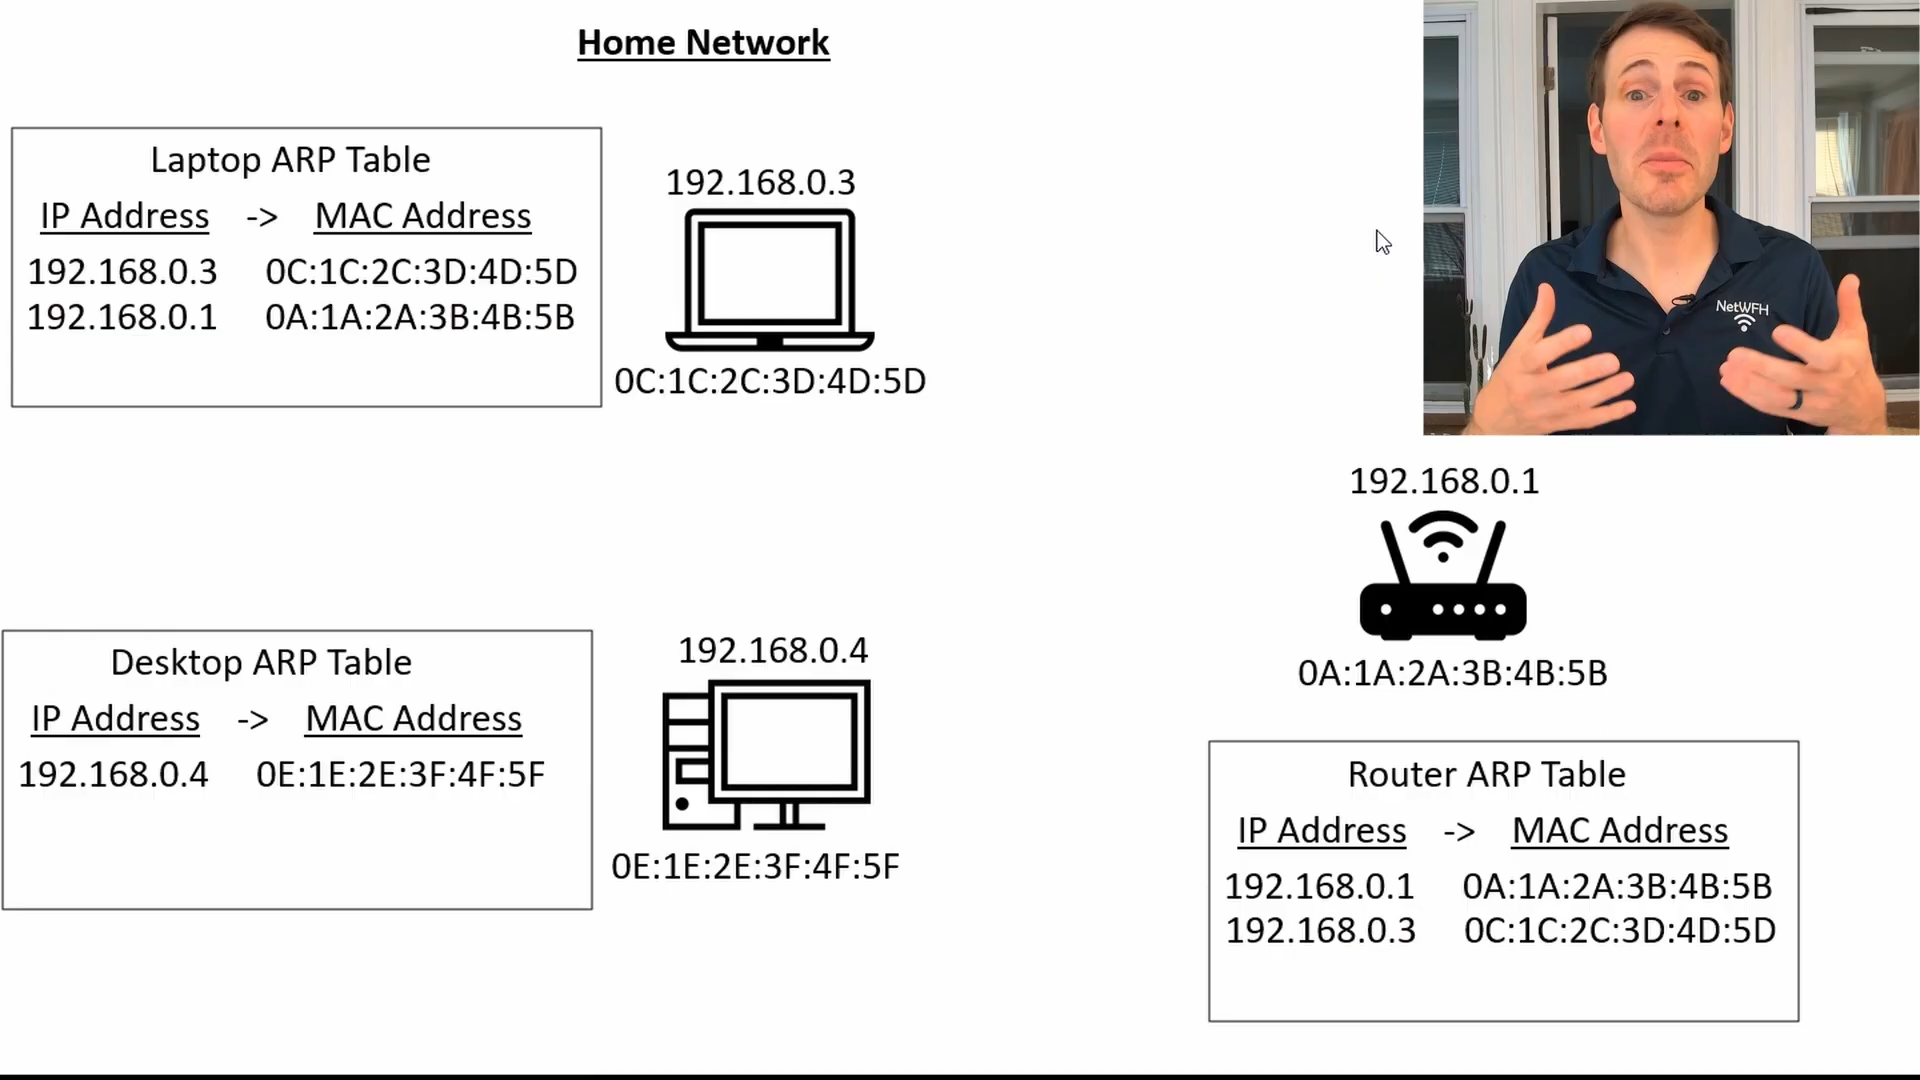 Home Network
Laptop ARP Table
IP Address -> MAC Address
192.168.0.3 0C:1C:2C:3D:4D:5D
192.168.0.1 0A:1A:2A:3B:4B:5B
192.168.0.3
0C:1C:2C:3D:4D:5D
NetWFH
Desktop ARP Table
IP Address -> MAC Address
192.168.0.4 0E:1E:2E:3F:4F:5F
192.168.0.4
0E:1E:2E:3F:4F:5F
192.168.0.1
0A:1A:2A:3B:4B:5B
Router ARP Table
IP Address -> MAC Address
192.168.0.1 0A:1A:2A:3B:4B:5B
192.168.0.3 0C:1C:2C:3D:4D:5D